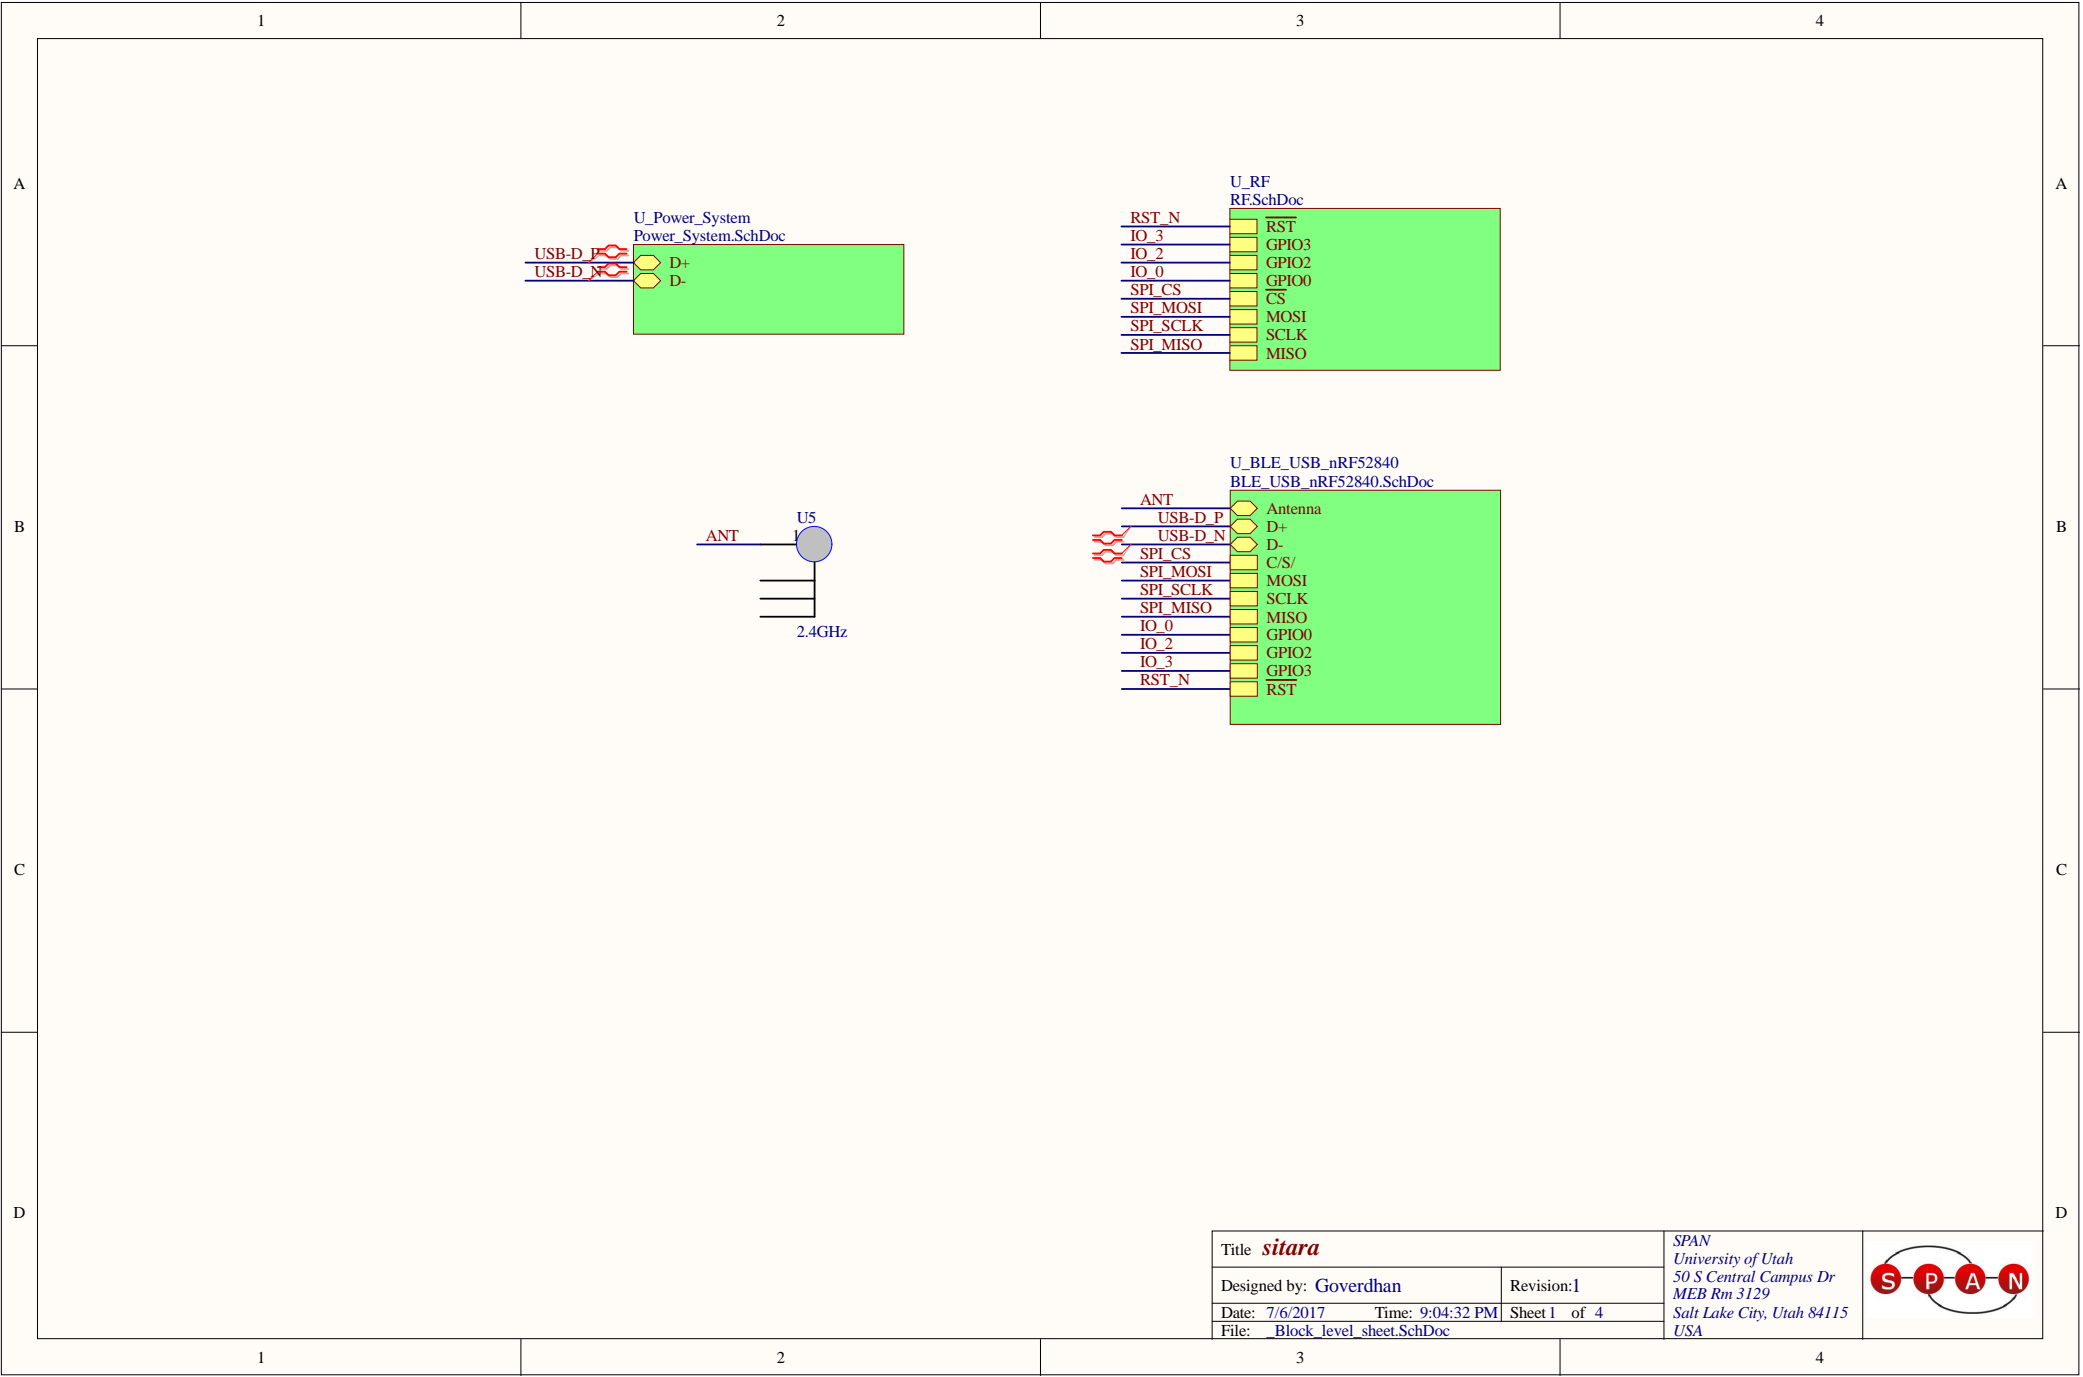 1 2 3 4
A A
U_Power_System
Power_System.SchDoc
USB-D_P D+
USB-D_N D-
U_RF
RF.SchDoc
RST_N RST
IO_3 GPIO3
IO_2 GPIO2
IO_0 GPIO0
SPI_CS CS
SPI_MOSI MOSI
SPI_SCLK SCLK
SPI_MISO MISO
B B
U5
ANT 1
2.4GHz
U_BLE_USB_nRF52840
BLE_USB_nRF52840.SchDoc
ANT Antenna
USB-D_P D+
USB-D_N D-
SPI_CS C/S/
SPI_MOSI MOSI
SPI_SCLK SCLK
SPI_MISO MISO
IO_0 GPIO0
IO_2 GPIO2
IO_3 GPIO3
RST_N RST
C C
D D
Title sitara
Designed by: Goverdhan Revision:1
Date: 7/6/2017 Time: 9:04:32 PM Sheet 1 of 4
File: _Block_level_sheet.SchDoc
SPAN
University of Utah
50 S Central Campus Dr
MEB Rm 3129
Salt Lake City, Utah 84115
USA
S P A N
1 2 3 4